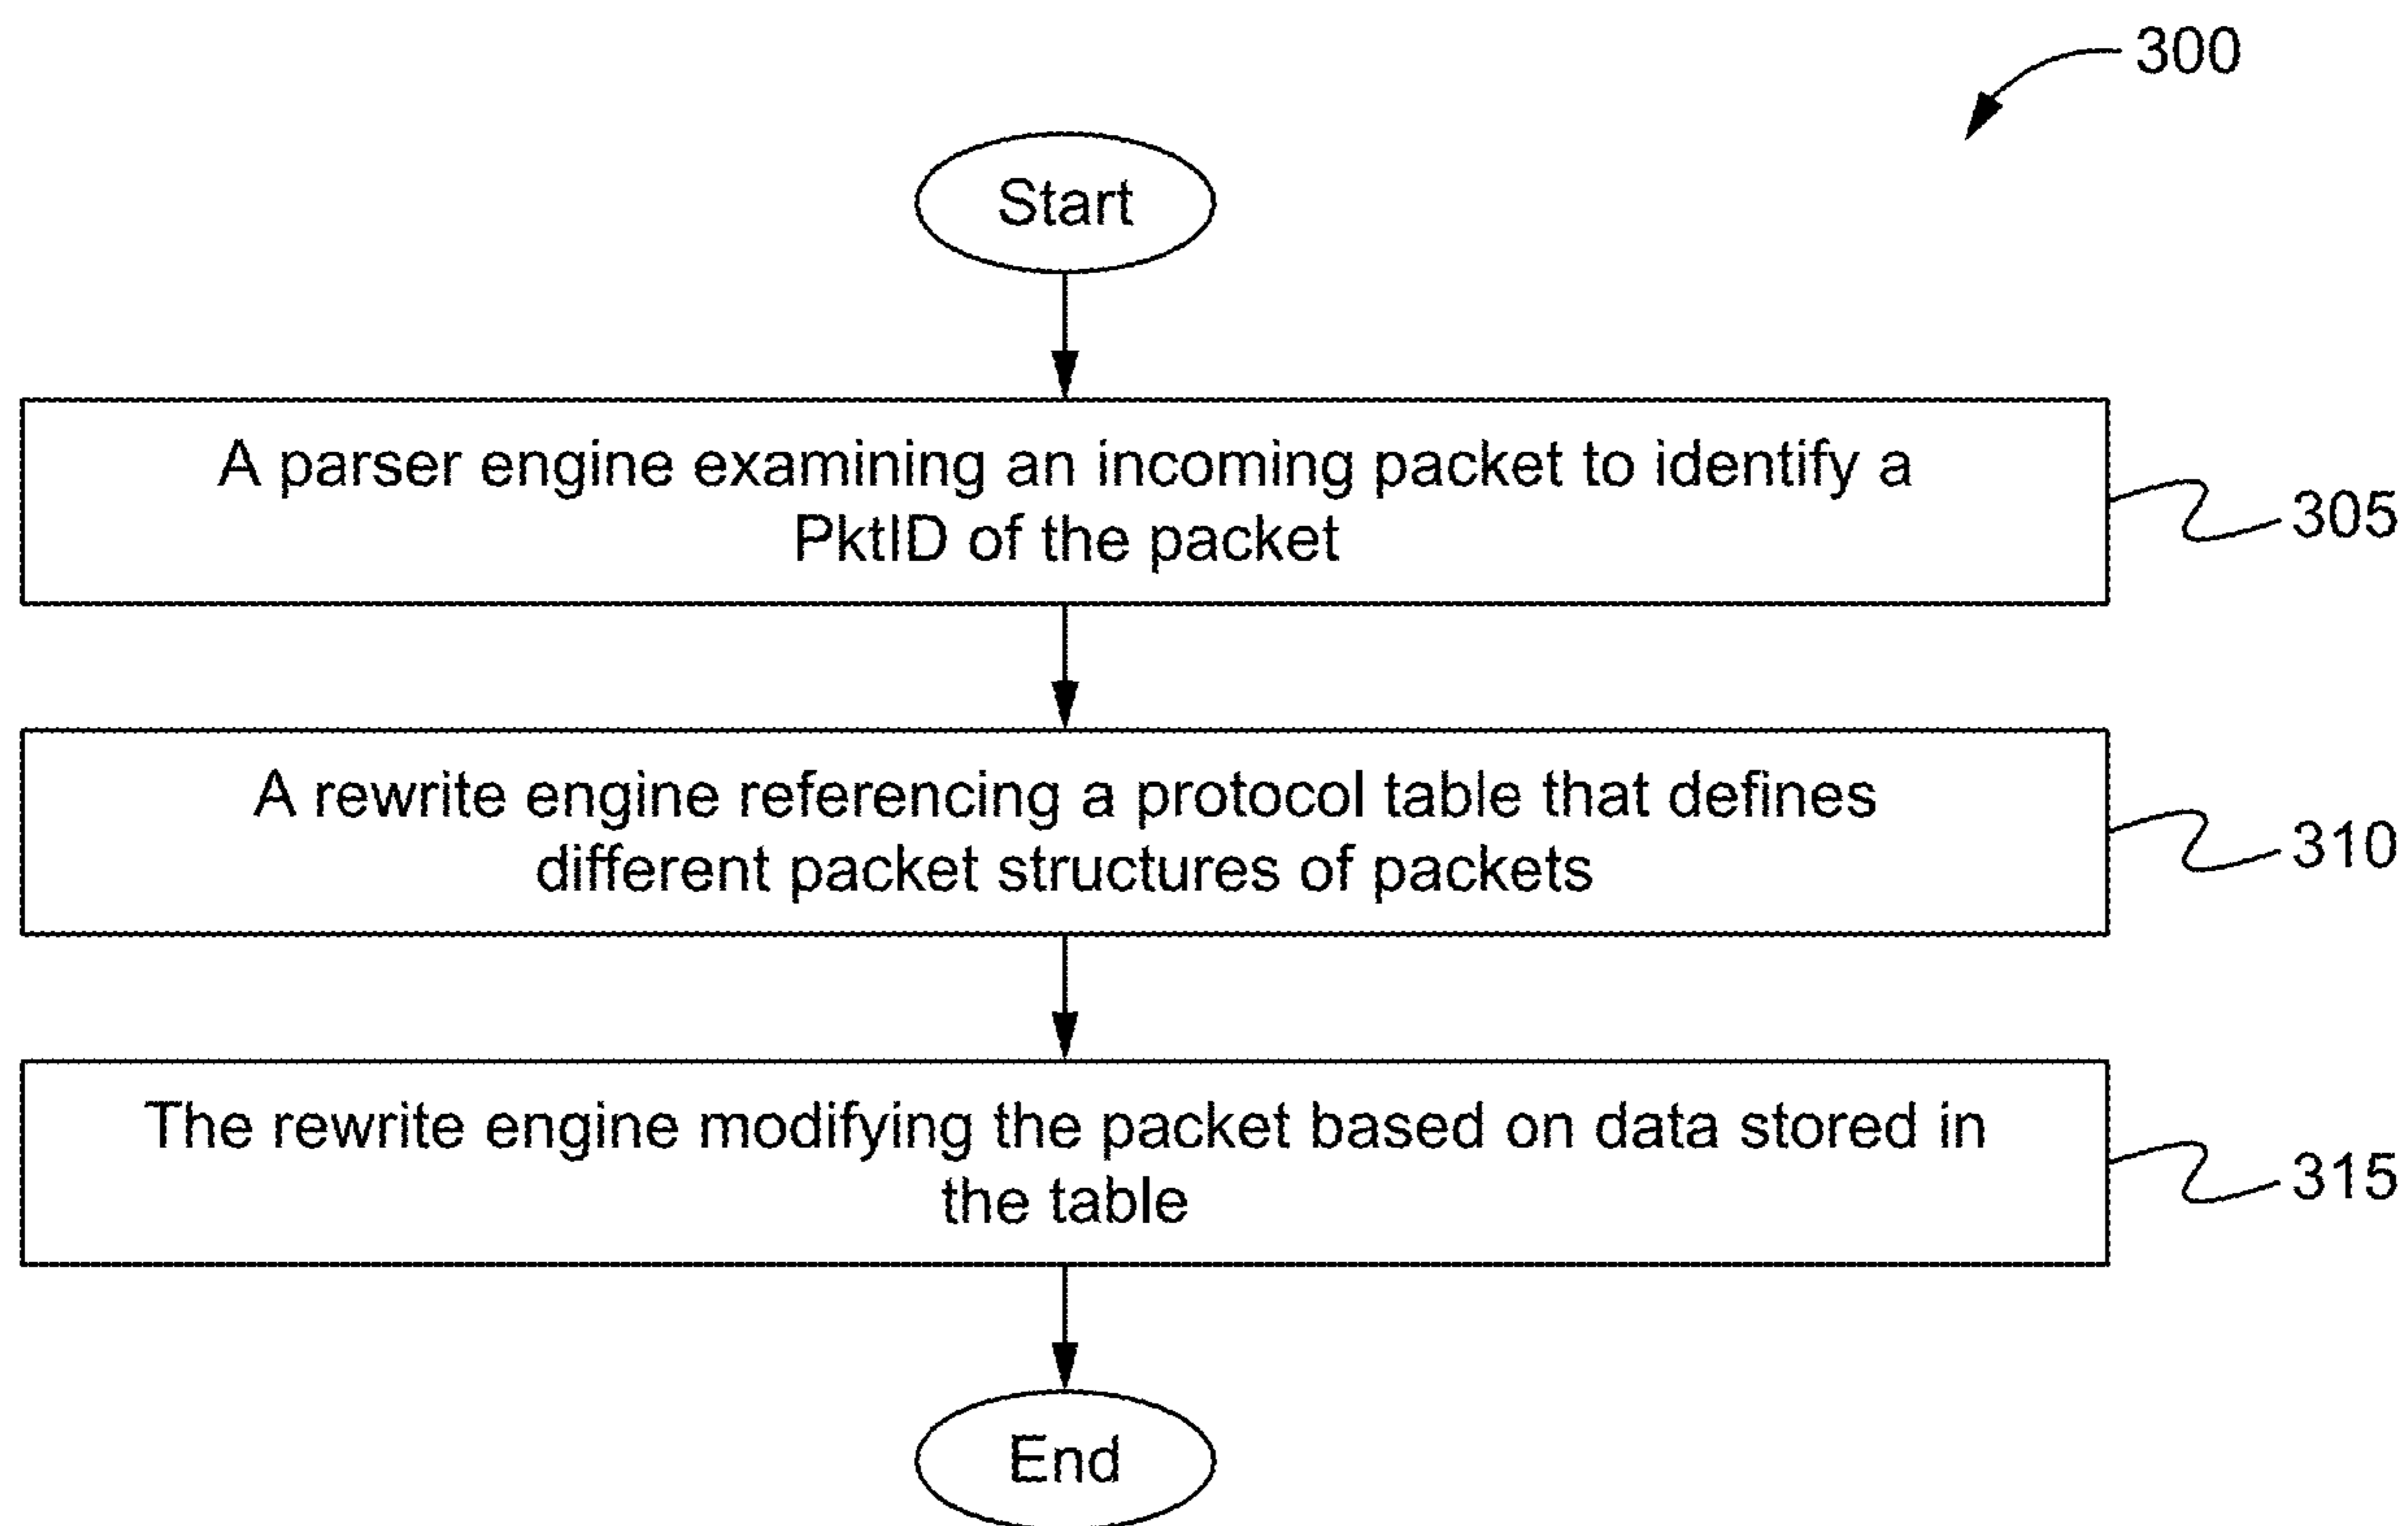 300
Start
A parser engine examining an incoming packet to identify a
PktID of the packet
305
A rewrite engine referencing a protocol table that defines
different packet structures of packets
310
The rewrite engine modifying the packet based on data stored in
the table
315
End